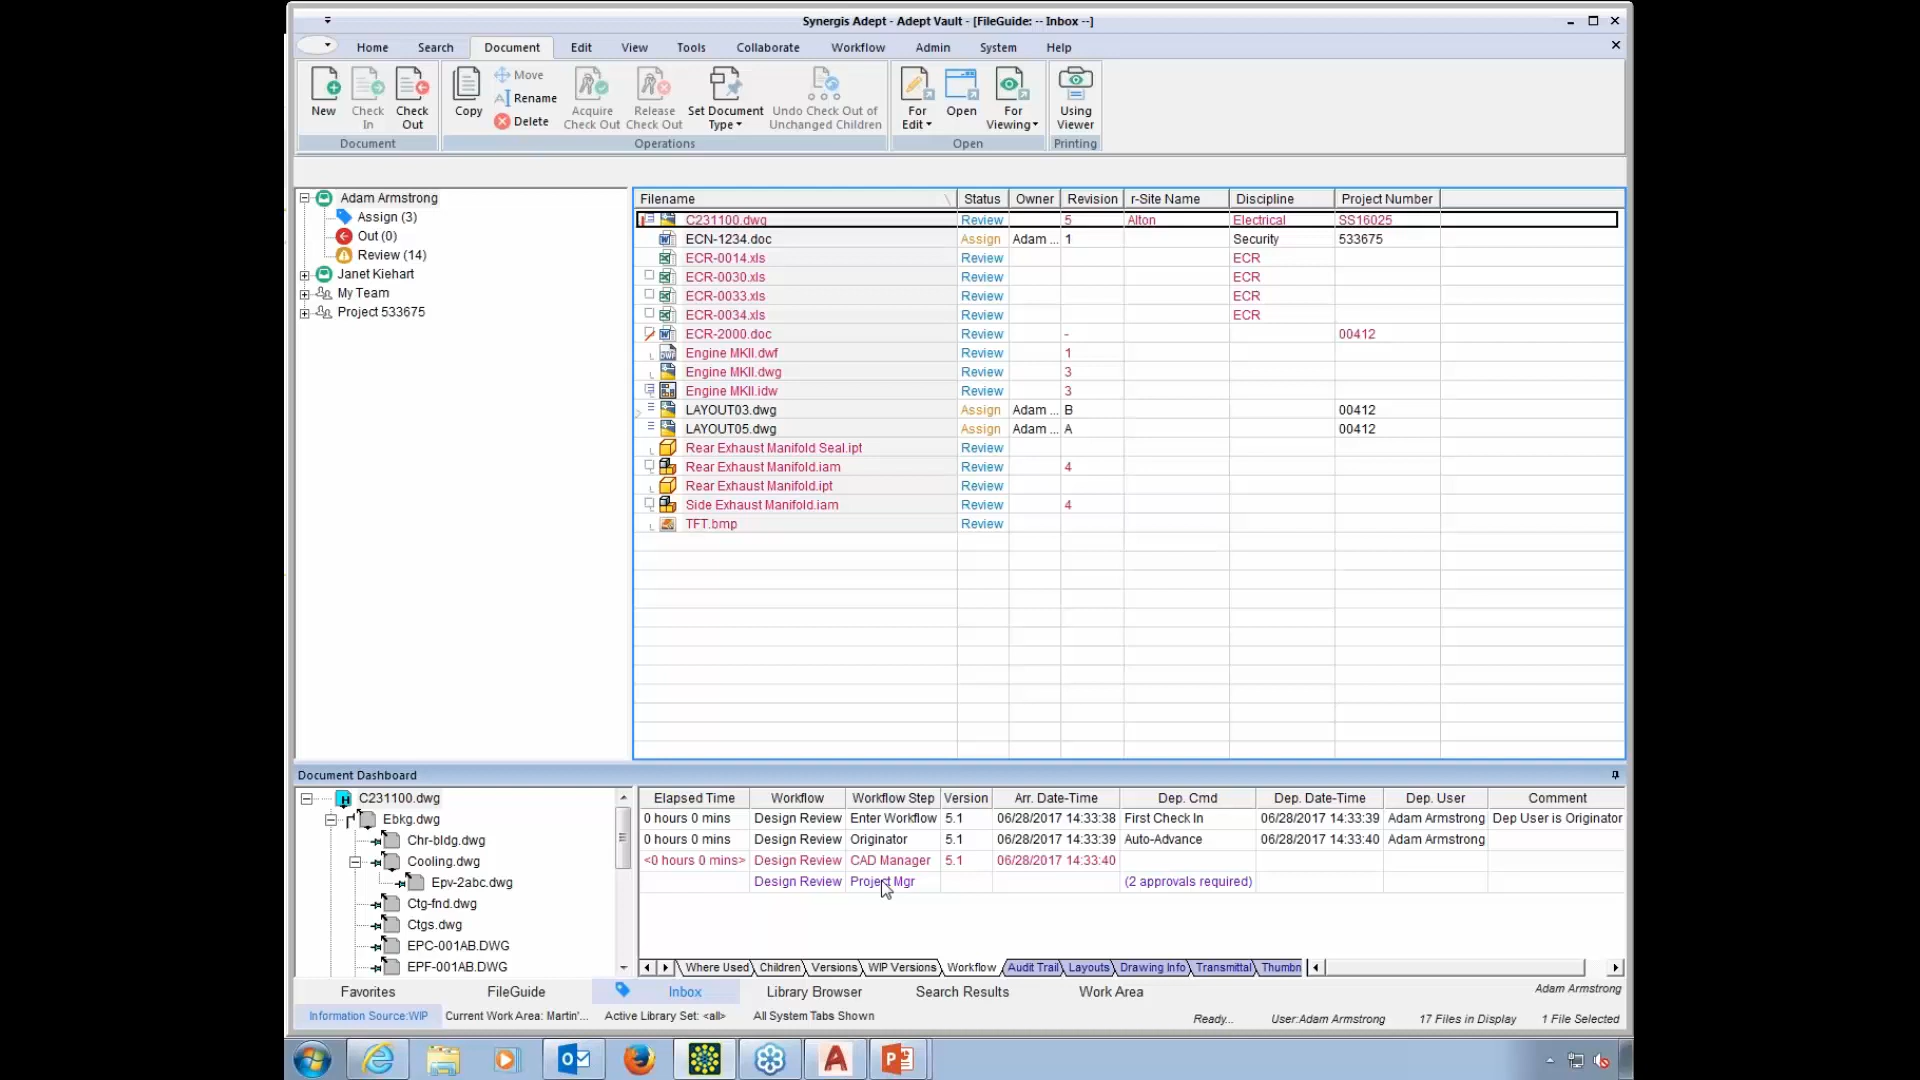 Synergis Adept - Adept Vault - [FileGuide: -- Inbox --]
Home Search Document Edit View Tools Collaborate Workflow Admin System Help
New Check In Check Out Copy Move Rename Delete Acquire Check Out Release Check Out Set Document Type Undo Check Out of Unchanged Children For Edit Open For Viewing Using Viewer
Document Operations Open Printing
Adam Armstrong
Assign (3)
Out (0)
Review (14)
Janet Kiehart
My Team
Project 533675
Filename Status Owner Revision r-Site Name Discipline Project Number
C231100.dwg Review 5 Alton Electrical SS16025
ECN-1234.doc Assign Adam ... 1 Security 533675
ECR-0014.xls Review ECR
ECR-0030.xls Review ECR
ECR-0033.xls Review ECR
ECR-0034.xls Review ECR
ECR-2000.doc Review - 00412
Engine MKII.dwf Review 1
Engine MKII.dwg Review 3
Engine MKII.idw Review 3
LAYOUT03.dwg Assign Adam ... B 00412
LAYOUT05.dwg Assign Adam ... A 00412
Rear Exhaust Manifold Seal.ipt Review
Rear Exhaust Manifold.iam Review 4
Rear Exhaust Manifold.ipt Review
Side Exhaust Manifold.iam Review 4
TFT.bmp Review
Document Dashboard
C231100.dwg
Ebkg.dwg
Chr-bldg.dwg
Cooling.dwg
Epv-2abc.dwg
Ctg-fnd.dwg
Ctgs.dwg
EPC-001AB.DWG
EPF-001AB.DWG
Elapsed Time Workflow Workflow Step Version Arr. Date-Time Dep. Cmd Dep. Date-Time Dep. User Comment
0 hours 0 mins Design Review Enter Workflow 5.1 06/28/2017 14:33:38 First Check In 06/28/2017 14:33:39 Adam Armstrong Dep User is Originator
0 hours 0 mins Design Review Originator 5.1 06/28/2017 14:33:39 Auto-Advance 06/28/2017 14:33:40 Adam Armstrong
<0 hours 0 mins> Design Review CAD Manager 5.1 06/28/2017 14:33:40
Design Review Project Mgr (2 approvals required)
Where Used Children Versions WIP Versions Workflow Audit Trail Layouts Drawing Info Transmittal Thumbn
Favorites FileGuide Inbox Library Browser Search Results Work Area Adam Armstrong
Information Source:WIP Current Work Area: Martin'... Active Library Set: <all> All System Tabs Shown Ready... User:Adam Armstrong 17 Files in Display 1 File Selected